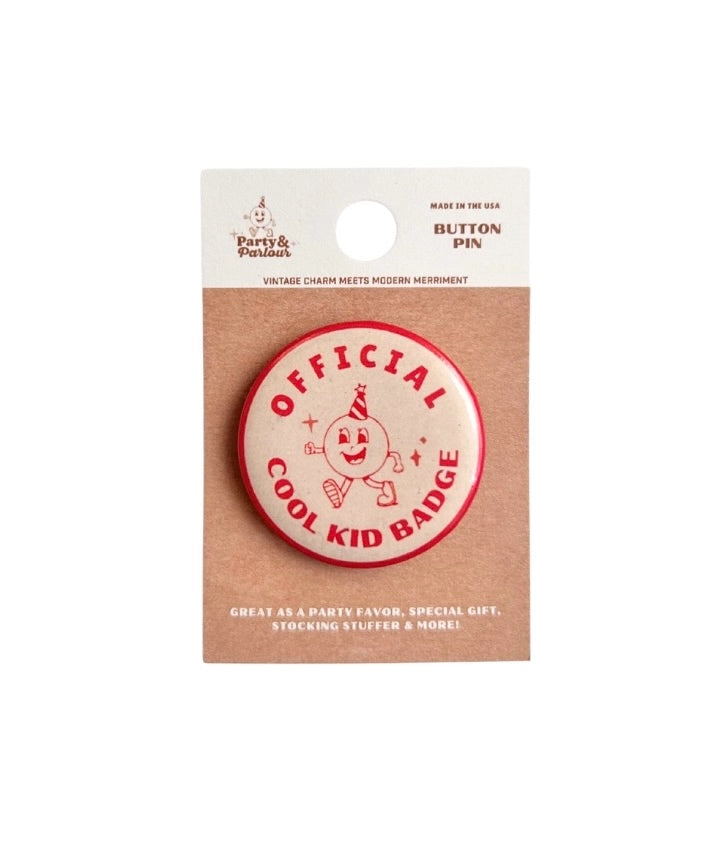 Party &
Parlour
MADE IN THE USA
BUTTON
PIN
VINTAGE CHARM MEETS MODERN MERRIMENT
OFFICIAL
COOL KID BADGE
GREAT AS A PARTY FAVOR, SPECIAL GIFT,
STOCKING STUFFER & MORE!